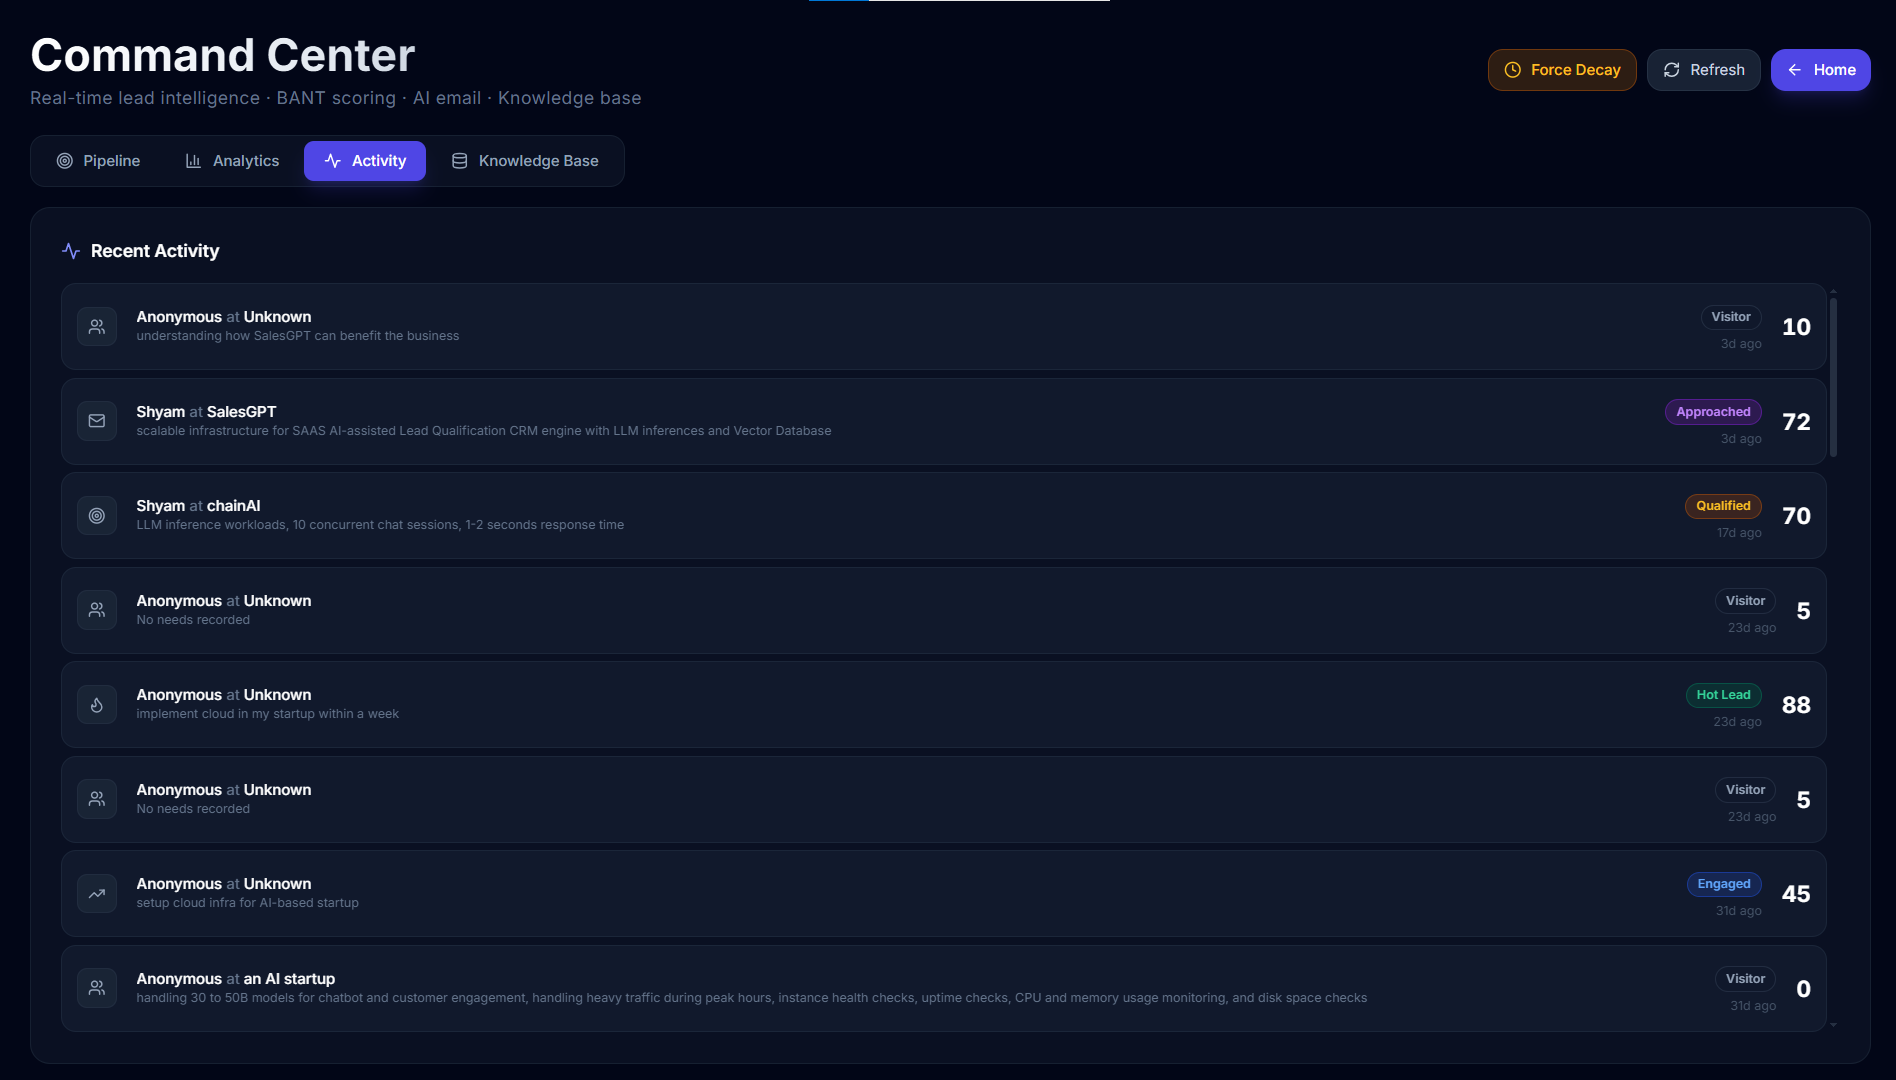 Command Center
Real-time lead intelligence · BANT scoring · AI email · Knowledge base
Force Decay
Refresh
Home
Pipeline
Analytics
Activity
Knowledge Base
Recent Activity
Anonymous at Unknown
understanding how SalesGPT can benefit the business
Visitor
3d ago
10
Shyam at SalesGPT
scalable infrastructure for SAAS AI-assisted Lead Qualification CRM engine with LLM inferences and Vector Database
Approached
3d ago
72
Shyam at chainAI
LLM inference workloads, 10 concurrent chat sessions, 1-2 seconds response time
Qualified
17d ago
70
Anonymous at Unknown
No needs recorded
Visitor
23d ago
5
Anonymous at Unknown
implement cloud in my startup within a week
Hot Lead
23d ago
88
Anonymous at Unknown
No needs recorded
Visitor
23d ago
5
Anonymous at Unknown
setup cloud infra for AI-based startup
Engaged
31d ago
45
Anonymous at an AI startup
handling 30 to 50B models for chatbot and customer engagement, handling heavy traffic during peak hours, instance health checks, uptime checks, CPU and memory usage monitoring, and disk space checks
Visitor
31d ago
0